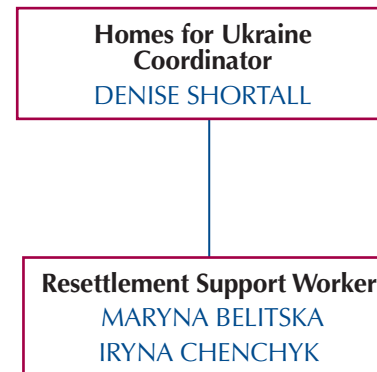 Homes for Ukraine
Coordinator
DENISE SHORTALL
Resettlement Support Worker
MARYNA BELITSKA
IRYNA CHENCHYK